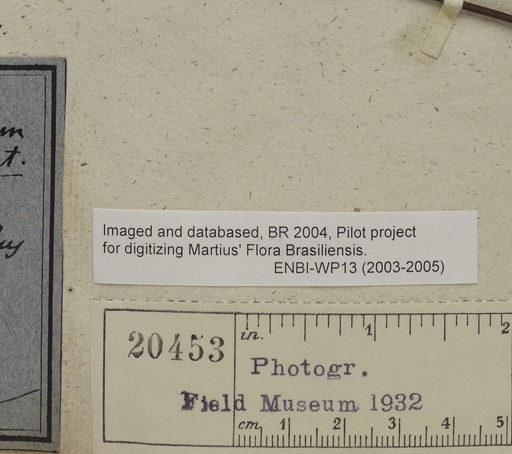 Imaged and databased, BR 2004, Pilot project
for digitizing Martius' Flora Brasiliensis.
ENBI-WP13 (2003-2005)
20453
in. 1 2
Photogr.
Field Museum 1932
cm 1 2 3 4 5